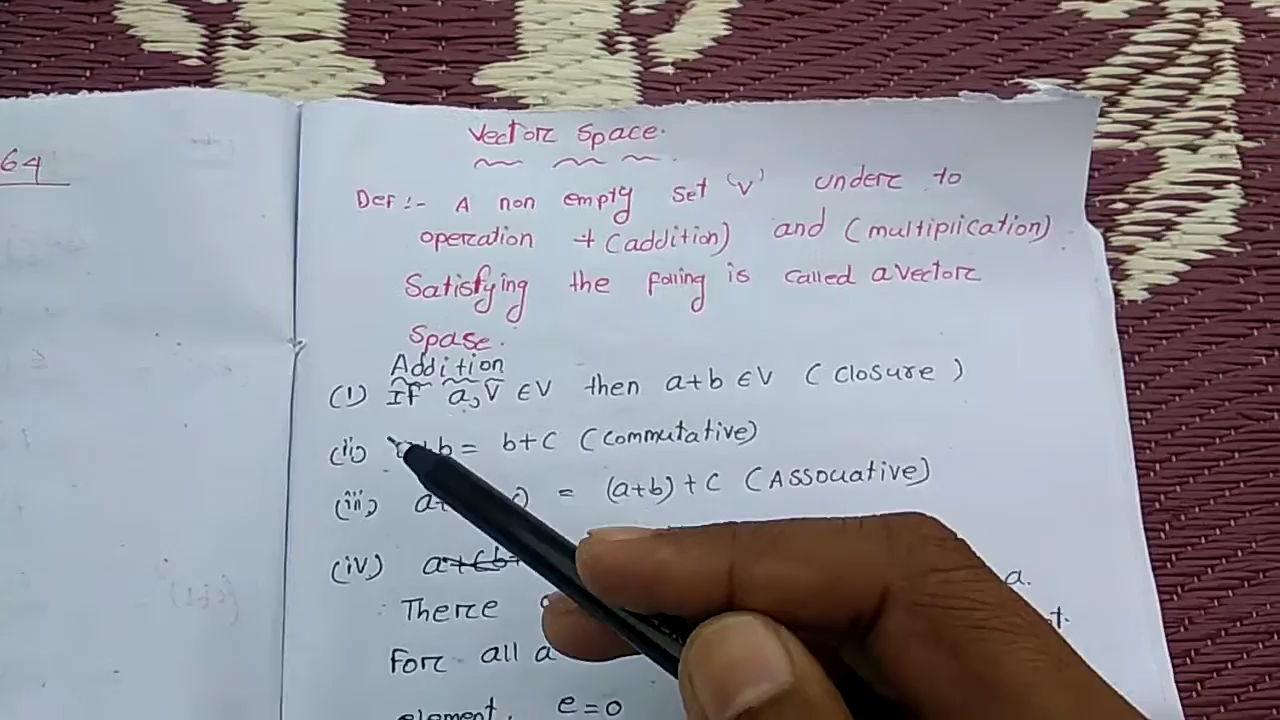 64
Vector Space.
Def :- A non empty set 'V' under to
operation + (addition) and (multipiication)
Satisfying the folling is called a vector
Spase.
Addition
(i) If a, V ∈V then a+b ∈V (Closure)
(ii) b = b+c (Commutative)
(iii) = (a+b)+c (Assouative)
(iv) a.
There
For all a
element. e=0